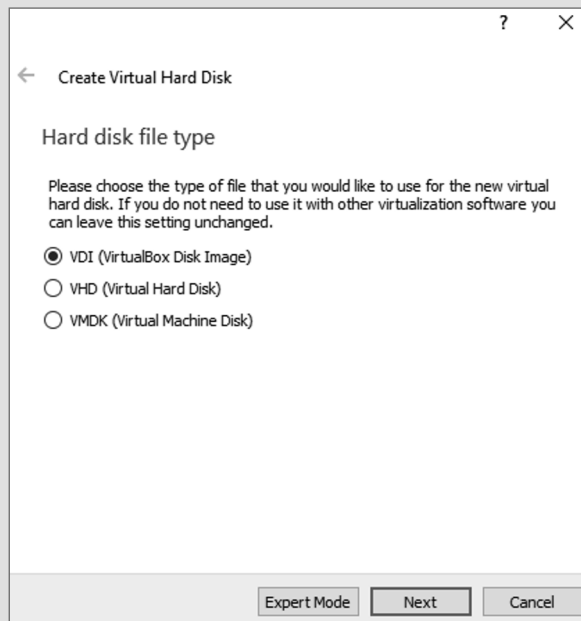 ?
Create Virtual Hard Disk
Hard disk file type
Please choose the type of file that you would like to use for the new virtual
hard disk. If you do not need to use it with other virtualization software you
can leave this setting unchanged.
VDI (VirtualBox Disk Image)
VHD (Virtual Hard Disk)
VMDK (Virtual Machine Disk)
Expert Mode Next Cancel